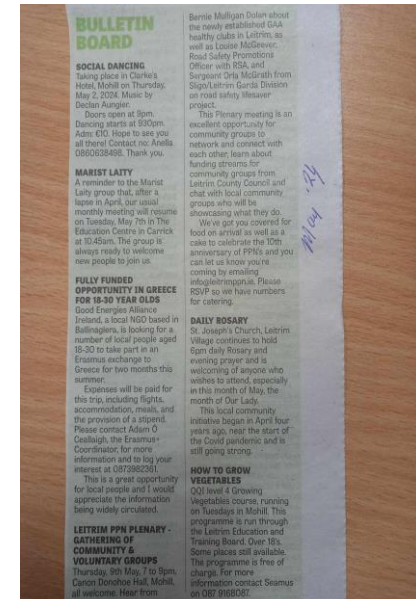 BULLETIN
BOARD
SOCIAL DANCING
Taking place in Clarke's
Hotel, Mohill on Thursday,
May 2, 2024. Music by
Declan Aungier.
Doors open at 9pm.
Dancing starts at 930pm.
Adm: €10. Hope to see you
all there! Contact no: Anella
0860638498. Thank you.
MARIST LAITY
A reminder to the Marist
Laity group that, after a
lapse in April, our usual
monthly meeting will resume
on Tuesday, May 7th in The
Education Centre in Carrick
at 10.45am. The group is
always ready to welcome
new people to join us.
FULLY FUNDED
OPPORTUNITY IN GREECE
FOR 18-30 YEAR OLDS
Good Energies Alliance
Ireland, a local NGO based in
Ballinaglera, is looking for a
number of local people aged
18-30 to take part in an
Erasmus exchange to
Greece for two months this
summer.
Expenses will be paid for
this trip, including flights,
accommodation, meals, and
the provision of a stipend.
Please contact Adam Ó
Ceallaigh, the Erasmus+
Coordinator, for more
information and to log your
interest at 0873982361.
This is a great opportunity
for local people and I would
appreciate the information
being widely circulated.
LEITRIM PPN PLENARY -
GATHERING OF
COMMUNITY &
VOLUNTARY GROUPS
Thursday, 9th May, 7 to 9pm,
Canon Donohoe Hall, Mohill,
all welcome. Hear from
Bernie Mulligan Dolan about
the newly established GAA
healthy clubs in Leitrim, as
well as Louise McGeever,
Road Safety Promotions
Officer with RSA, and
Sergeant Orla McGrath from
Sligo/Leitrim Garda Division
on road safety lifesaver
project.
This Plenary meeting is an
excellent opportunity for
community groups to
network and connect with
each other, learn about
funding streams for
community groups from
Leitrim County Council and
chat with local community
groups who will be
showcasing what they do.
We've got you covered for
food on arrival as well as a
cake to celebrate the 10th
anniversary of PPN's and you
can let us know you're
coming by emailing
info@leitrimppn.ie. Please
RSVP so we have numbers
for catering.
DAILY ROSARY
St. Joseph's Church, Leitrim
Village continues to hold
6pm daily Rosary and
evening prayer and is
welcoming of anyone who
wishes to attend, especially
in this month of May, the
month of Our Lady.
This local community
initiative began in April four
years ago, near the start of
the Covid pandemic and is
still going strong.
HOW TO GROW
VEGETABLES
QQI level 4 Growing
Vegetables course, running
on Tuesdays in Mohill. This
programme is run through
the Leitrim Education and
Training Board. Over 18's.
Some places still available.
The programme is free of
charge. For more
information contact Seamus
on 087 9168087.
May '24